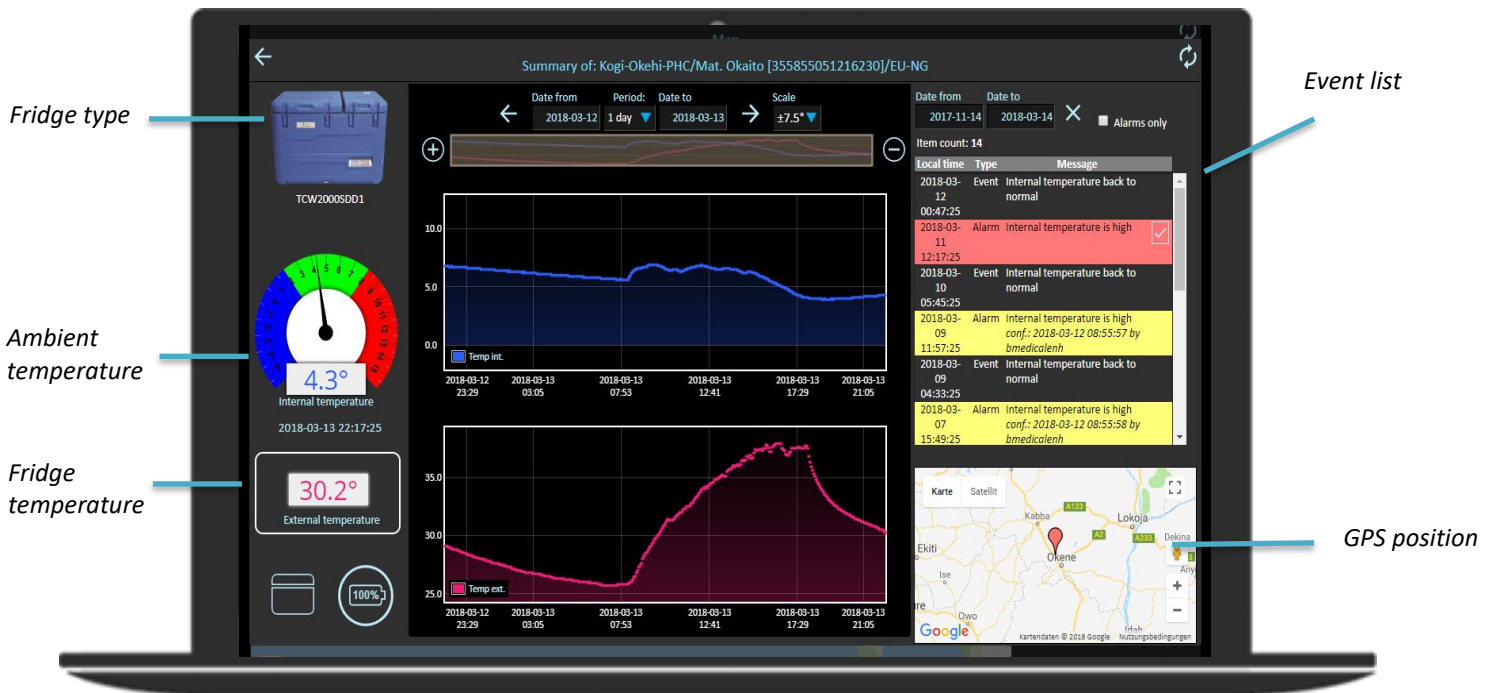 Fridge type
Ambient
temperature
Fridge
temperature
Event list
GPS position
Summary of: Kogi-Okehi-PHC/Mat. Okaito [355855051216230]/EU-NG
TCW2000SDD1
4.3°
Internal temperature
2018-03-13 22:17:25
30.2°
External temperature
100%
Date from Period: Date to Scale
2018-03-12 1 day 2018-03-13 ±7.5°
10.0
5.0
0.0
Temp int.
2018-03-12 2018-03-13 2018-03-13 2018-03-13 2018-03-13 2018-03-13
23:29 03:05 07:53 12:41 17:29 21:05
35.0
30.0
25.0
Temp ext.
2018-03-12 2018-03-13 2018-03-13 2018-03-13 2018-03-13 2018-03-13
23:29 03:05 07:53 12:41 17:29 21:05
Date from Date to
2017-11-14 2018-03-14 Alarms only
Item count: 14
Local time Type Message
2018-03- Event Internal temperature back to
12 normal
00:47:25
2018-03- Alarm Internal temperature is high
11
12:17:25
2018-03- Event Internal temperature back to
10 normal
05:45:25
2018-03- Alarm Internal temperature is high
09 conf.: 2018-03-12 08:55:57 by
11:57:25 bmedicalenh
2018-03- Event Internal temperature back to
09 normal
04:33:25
2018-03- Alarm Internal temperature is high
07 conf.: 2018-03-12 08:55:58 by
15:49:25 bmedicalenh
Karte Satellit
Kabba A123 Lokoja
A2 A233 Dekina
Ekiti Okene
Ise
Owo
Idah
Google Kartendaten © 2018 Google Nutzungsbedingungen